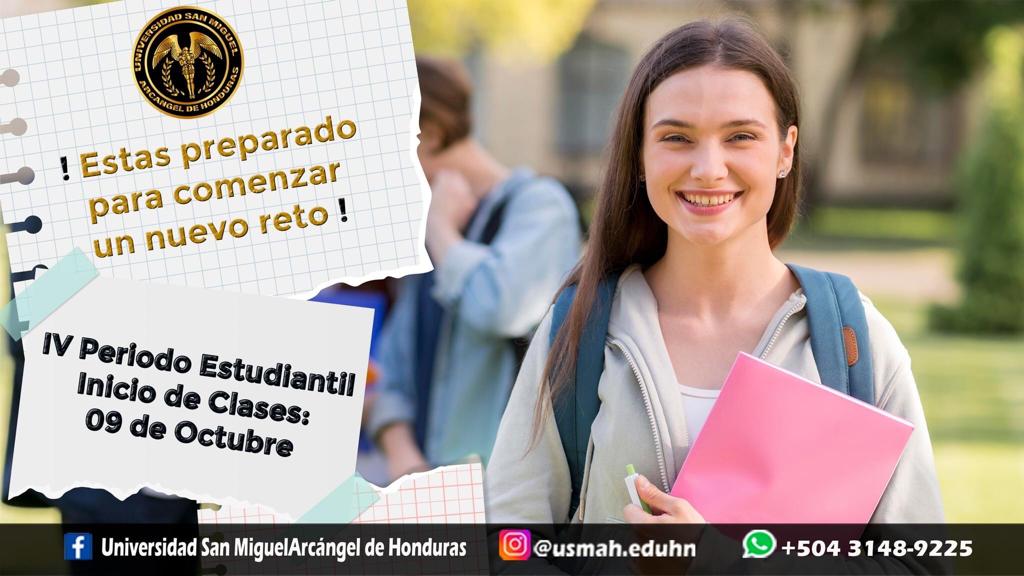 UNIVERSIDAD SAN MIGUEL
ARCÁNGEL DE HONDURAS
! Estas preparado
para comenzar
un nuevo reto !
IV Periodo Estudiantil
Inicio de Clases:
09 de Octubre
Universidad San MiguelArcángel de Honduras
@usmah.eduhn
+504 3148-9225